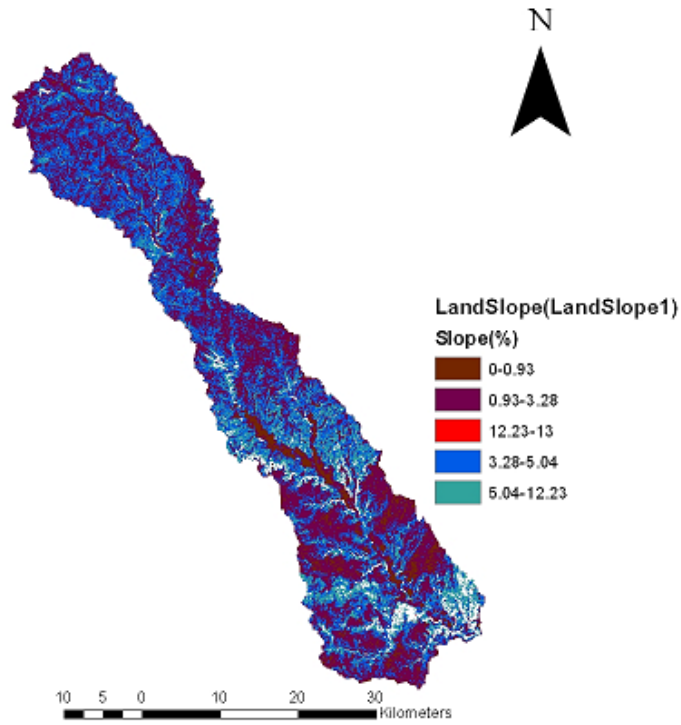 N
LandSlope(LandSlope1)
Slope(%)
0-0.93
0.93-3.28
12.23-13
3.28-5.04
5.04-12.23
10 5 0 10 20 30
Kilometers